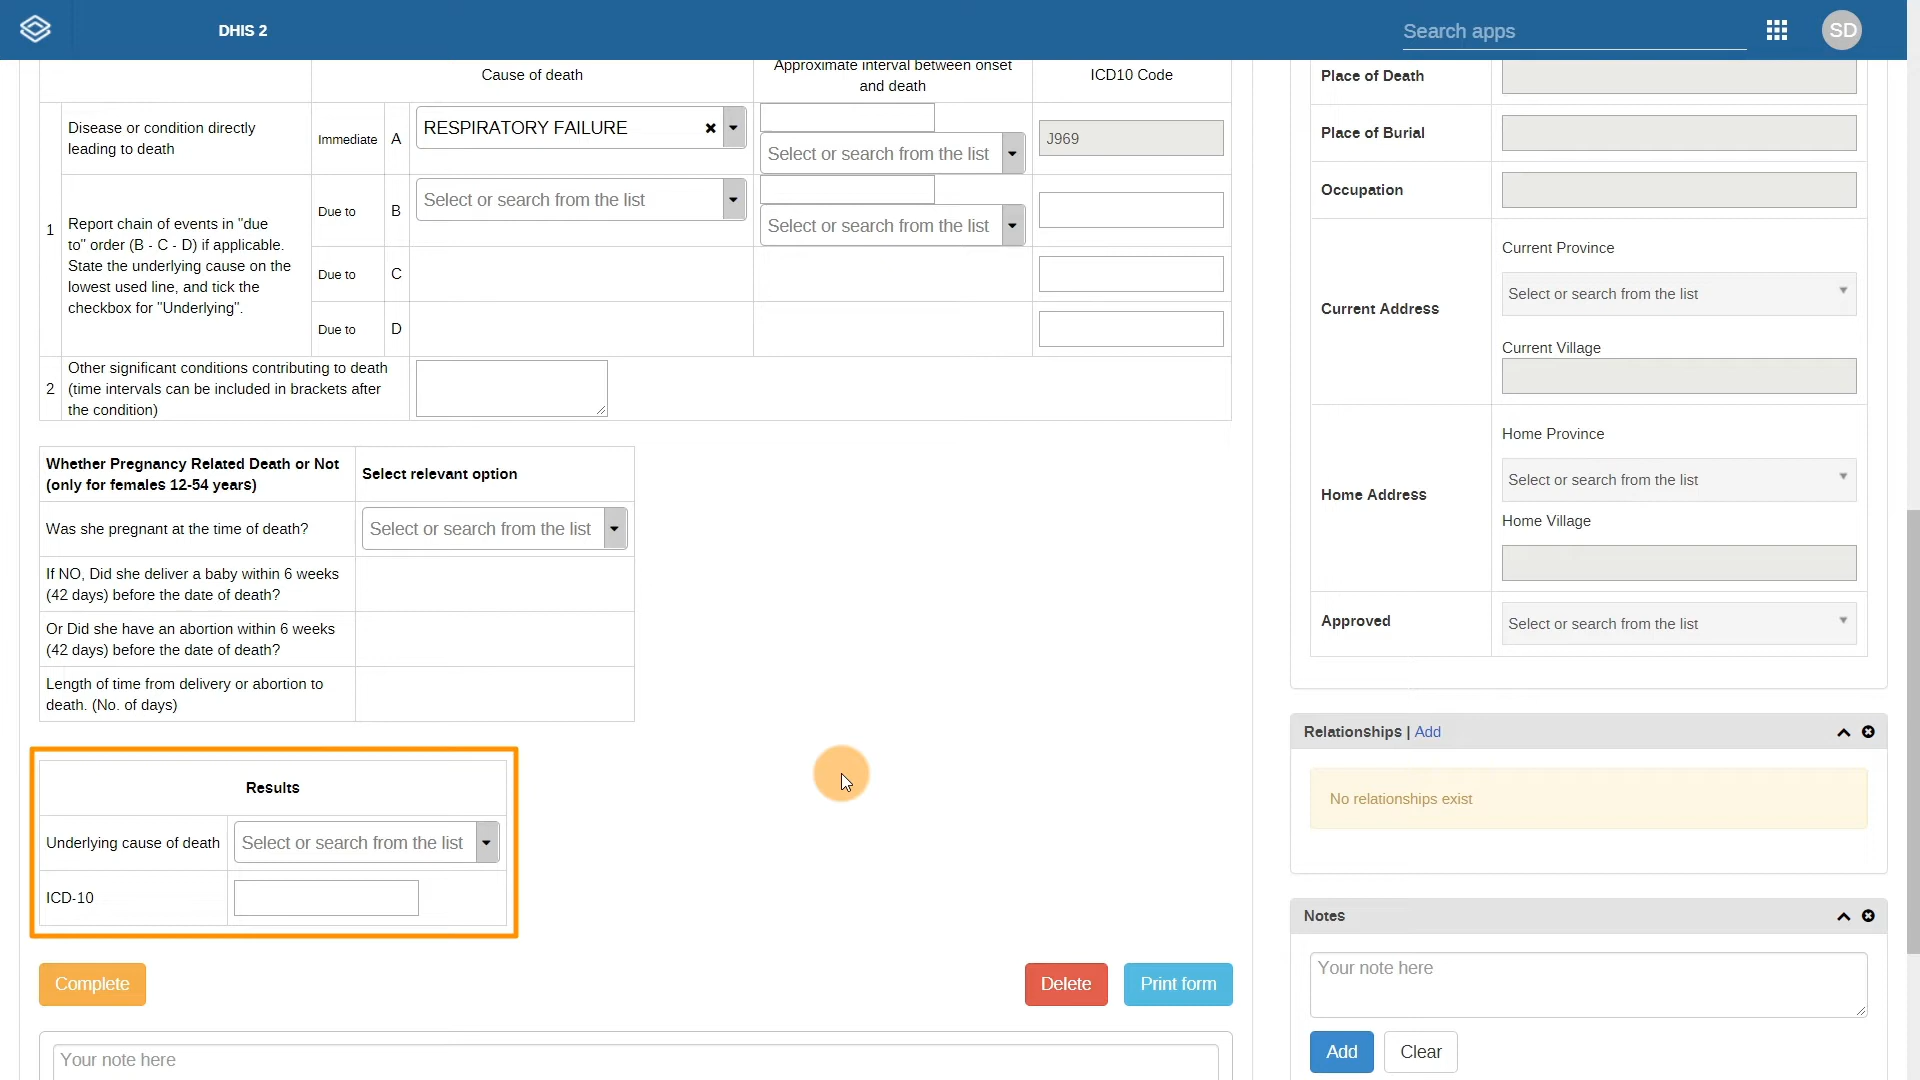 DHIS 2
Search apps
SD
Cause of death
Approximate interval between onset
and death
ICD10 Code
1
Disease or condition directly
leading to death
Immediate
A
RESPIRATORY FAILURE
Select or search from the list
J969
Report chain of events in "due
to" order (B - C - D) if applicable.
State the underlying cause on the
lowest used line, and tick the
checkbox for "Underlying".
Due to
B
Select or search from the list
Select or search from the list
Due to
C
Due to
D
2
Other significant conditions contributing to death
(time intervals can be included in brackets after
the condition)
Whether Pregnancy Related Death or Not
(only for females 12-54 years)
Select relevant option
Was she pregnant at the time of death?
Select or search from the list
If NO, Did she deliver a baby within 6 weeks
(42 days) before the date of death?
Or Did she have an abortion within 6 weeks
(42 days) before the date of death?
Length of time from delivery or abortion to
death. (No. of days)
Results
Underlying cause of death
Select or search from the list
ICD-10
Complete
Delete
Print form
Your note here
Place of Death
Place of Burial
Occupation
Current Address
Current Province
Select or search from the list
Current Village
Home Address
Home Province
Select or search from the list
Home Village
Approved
Select or search from the list
Relationships | Add
No relationships exist
Notes
Your note here
Add
Clear